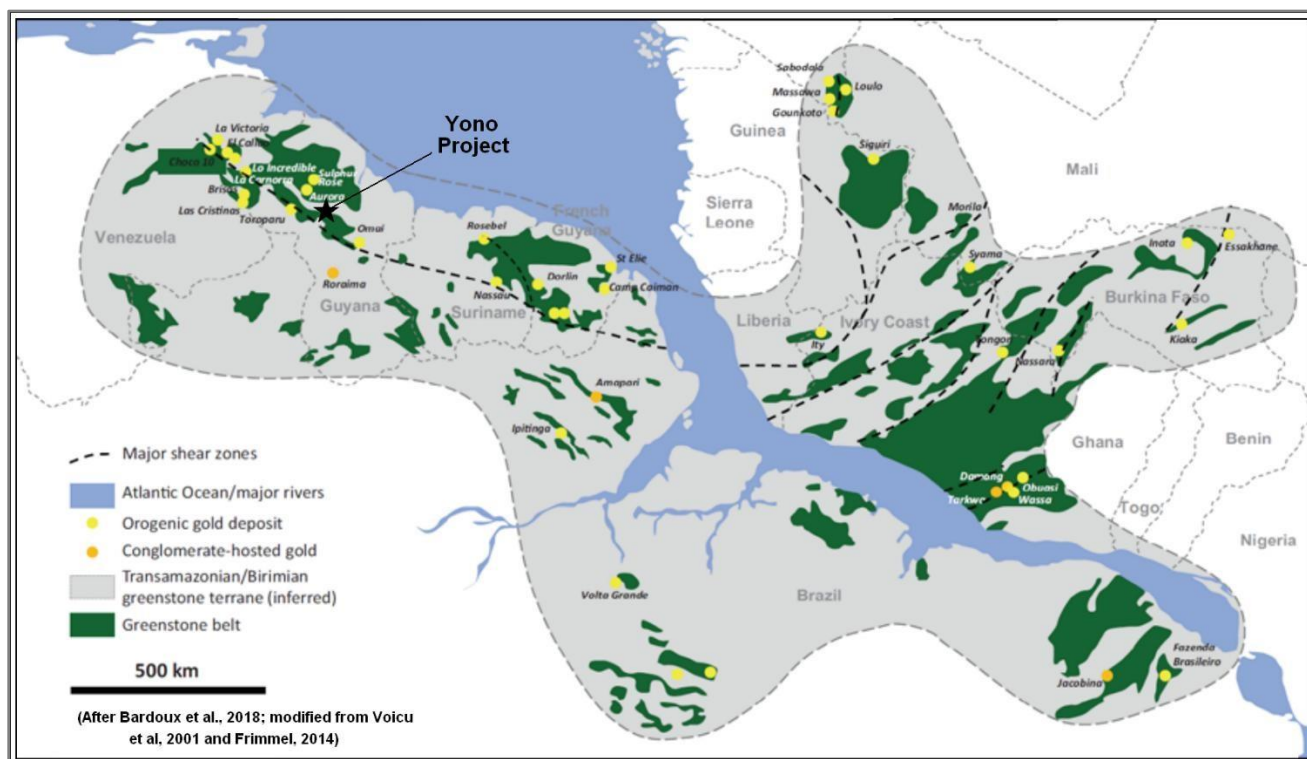 Sabodala
Massawa
Loulo
Gounkoto
Guinea
La Victoria
El Callao
Yono
Project
Siguiri
Mali
Choco 10
La Incredible
La Camorra
Sulphur
Rose
Aurora
Brisas
Las Cristinas
Toroparu
Sierra
Leone
Morila
French
Guyana
Venezuela
Omai
Rosebel
Inata
Essakhane
St Elie
Syama
Roraima
Dorlin
Camp Caiman
Burkina Faso
Nassau
Guyana
Suriname
Liberia
Ivory Coast
Ity
Tongon
Nassara
Kiaka
Amapari
Ipitinga
Ghana
Benin
Major shear zones
Atlantic Ocean/major rivers
Damang
Obuasi
Tarkwa
Wassa
Togo
Orogenic gold deposit
Nigeria
Conglomerate-hosted gold
Transamazonian/Birimian
greenstone terrane (inferred)
Volta Grande
Brazil
Greenstone belt
500 km
Fazenda
Brasileiro
Jacobina
(After Bardoux et al., 2018; modified from Voicu
et al, 2001 and Frimmel, 2014)